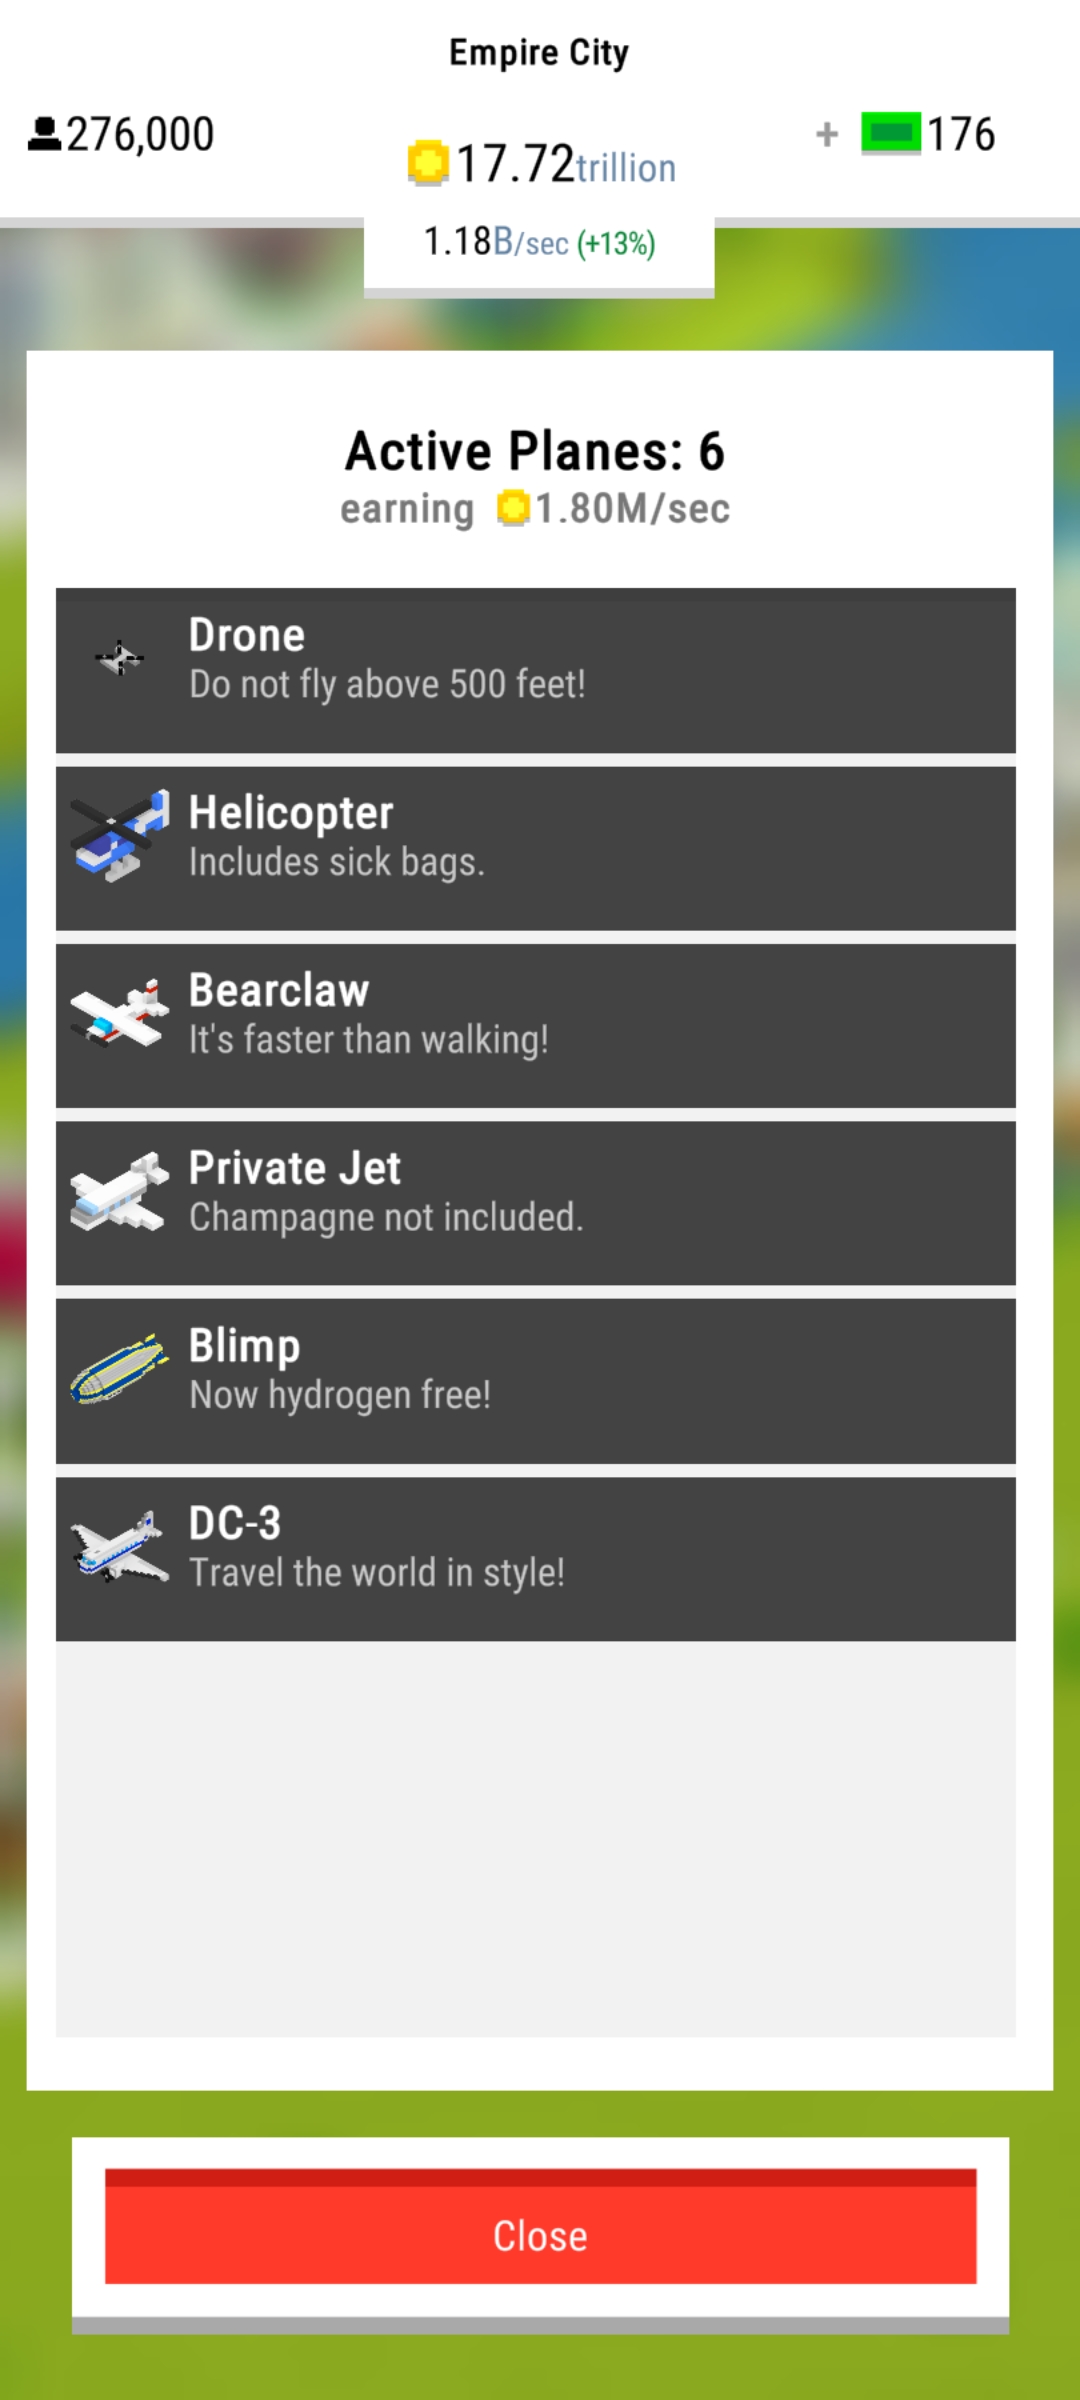 Empire City
276,000
17.72trillion
+ 176
1.18B/sec (+13%)
Active Planes: 6
earning 1.80M/sec
Drone
Do not fly above 500 feet!
Helicopter
Includes sick bags.
Bearclaw
It's faster than walking!
Private Jet
Champagne not included.
Blimp
Now hydrogen free!
DC-3
Travel the world in style!
Close